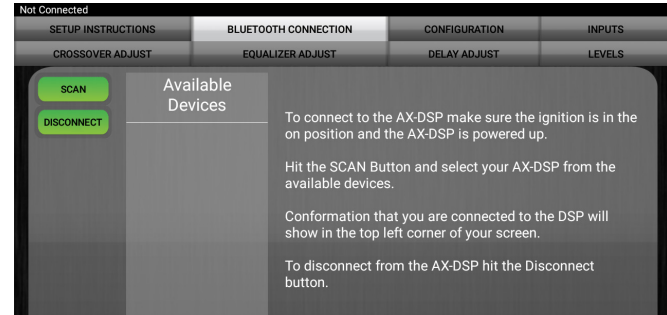 Not Connected
SETUP INSTRUCTIONS
BLUETOOTH CONNECTION
CONFIGURATION
INPUTS
CROSSOVER ADJUST
EQUALIZER ADJUST
DELAY ADJUST
LEVELS
SCAN
DISCONNECT
Available
Devices
To connect to the AX-DSP make sure the ignition is in the
on position and the AX-DSP is powered up.
Hit the SCAN Button and select your AX-DSP from the
available devices.
Conformation that you are connected to the DSP will
show in the top left corner of your screen.
To disconnect from the AX-DSP hit the Disconnect
button.